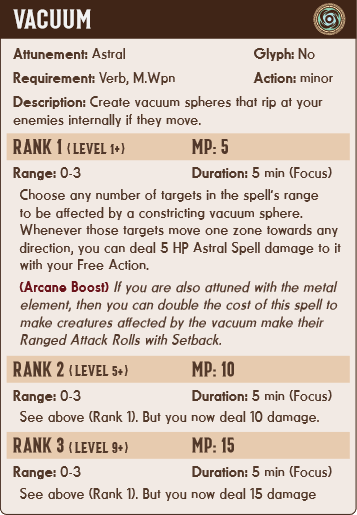 VACUUM
Attunement: Astral Glyph: No
Requirement: Verb, M.Wpn Action: minor
Description: Create vacuum spheres that rip at your
enemies internally if they move.
RANK 1 (LEVEL 1+) MP: 5
Range: 0-3 Duration: 5 min (Focus)
Choose any number of targets in the spell's range
to be affected by a constricting vacuum sphere.
Whenever those targets move one zone towards any
direction, you can deal 5 HP Astral Spell damage to it
with your Free Action.
(Arcane Boost) If you are also attuned with the metal
element, then you can double the cost of this spell to
make creatures affected by the vacuum make their
Ranged Attack Rolls with Setback.
RANK 2 (LEVEL 5+) MP: 10
Range: 0-3 Duration: 5 min (Focus)
See above (Rank 1). But you now deal 10 damage.
RANK 3 (LEVEL 9+) MP: 15
Range: 0-3 Duration: 5 min (Focus)
See above (Rank 1). But you now deal 15 damage